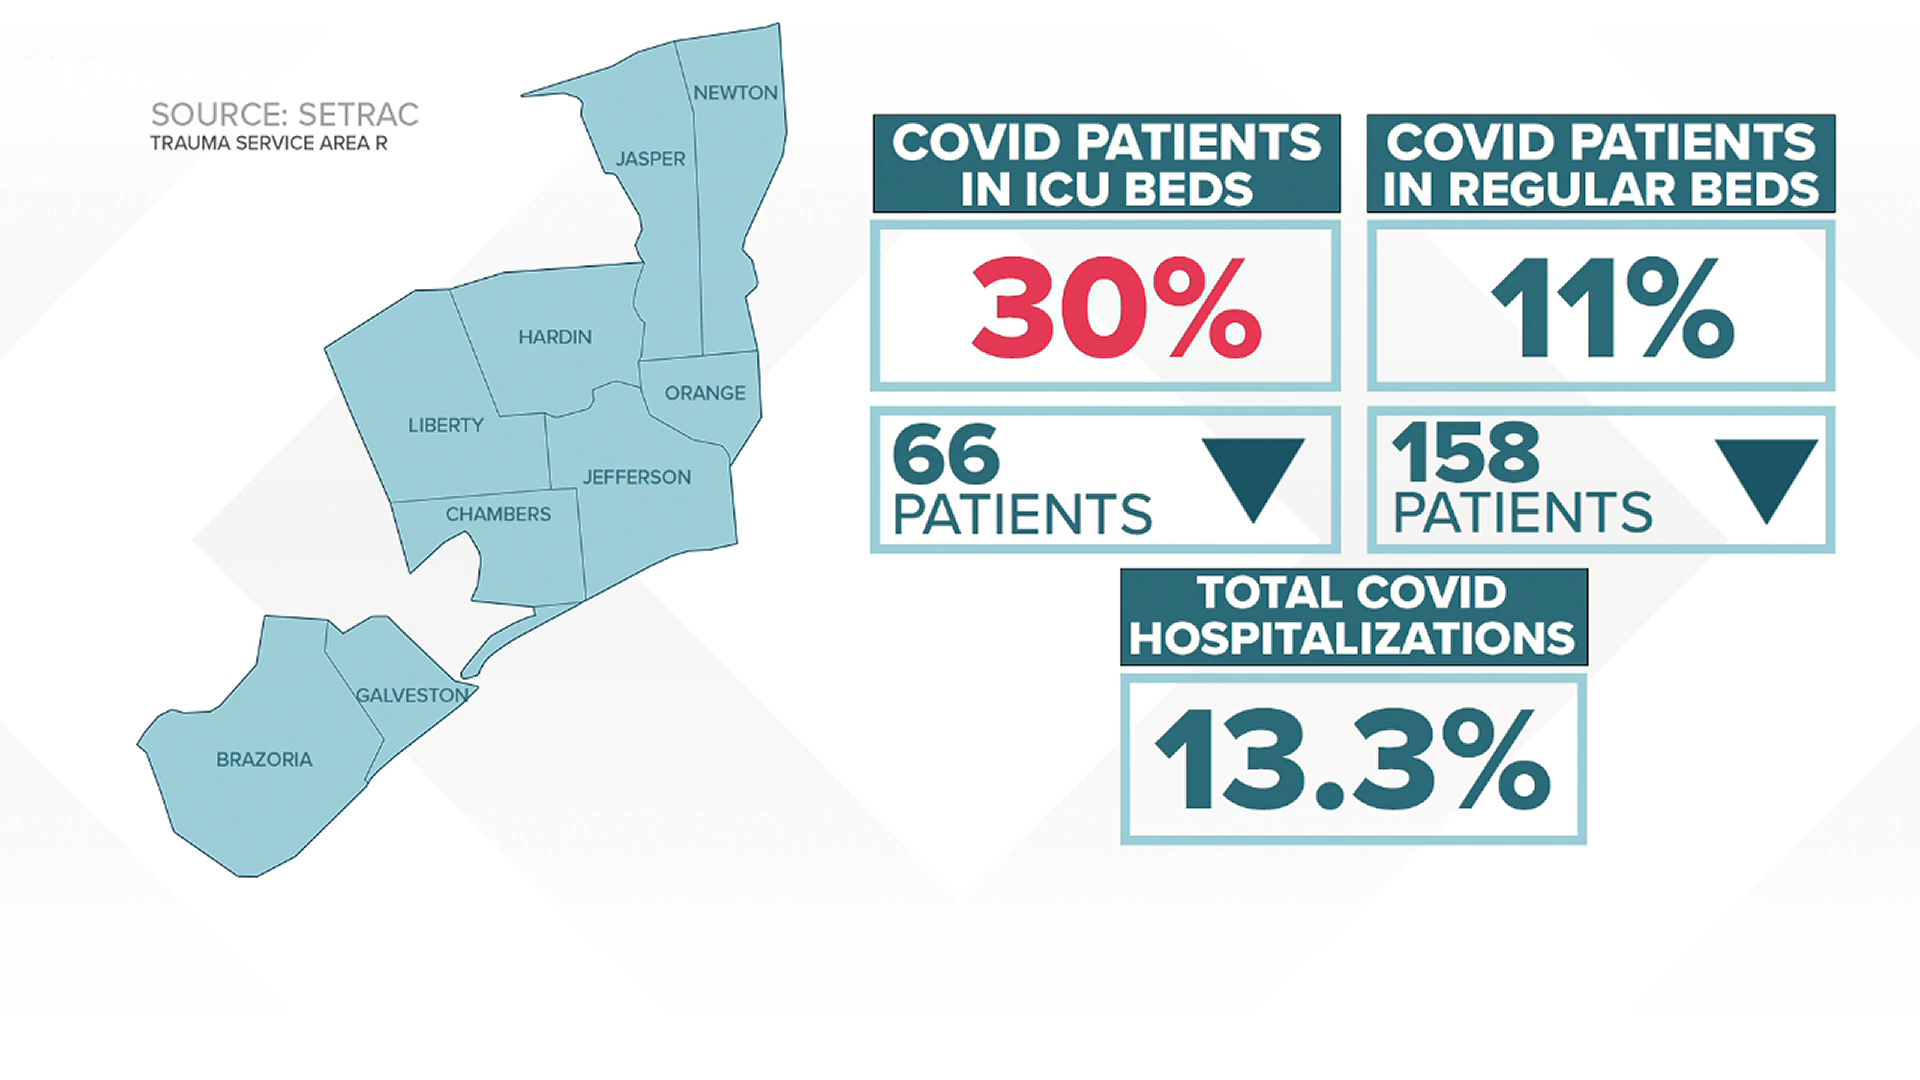 SOURCE: SETRAC
TRAUMA SERVICE AREA R
NEWTON
JASPER
HARDIN
ORANGE
LIBERTY
JEFFERSON
CHAMBERS
GALVESTON
BRAZORIA
COVID PATIENTS
IN ICU BEDS
30%
66
PATIENTS
COVID PATIENTS
IN REGULAR BEDS
11%
158
PATIENTS
TOTAL COVID
HOSPITALIZATIONS
13.3%